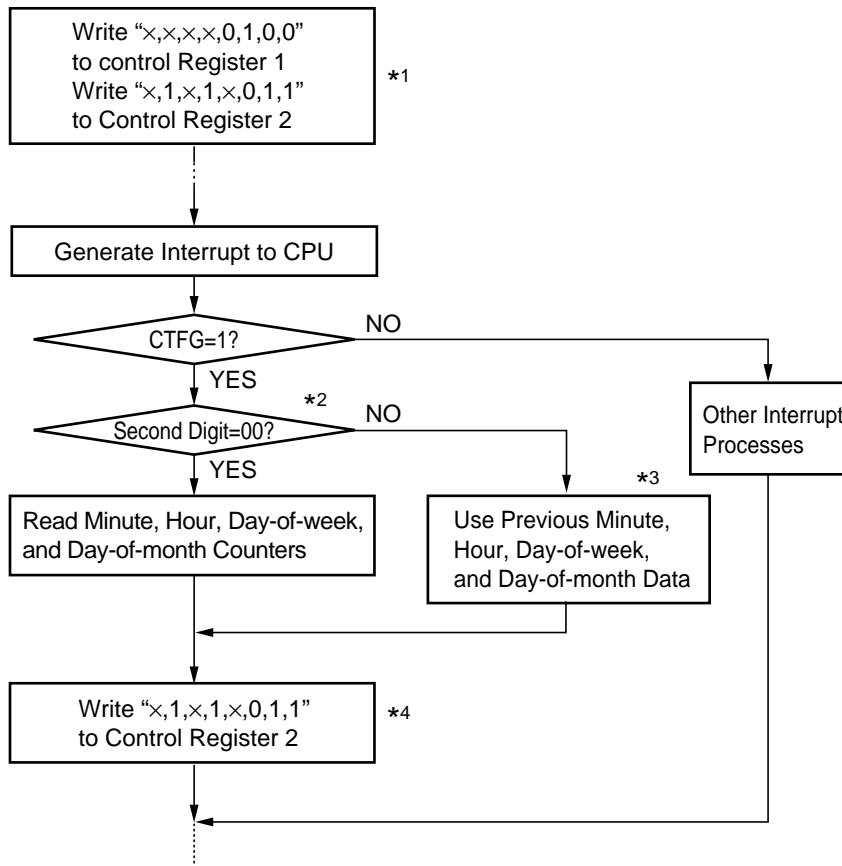 Write “×,×,×,×,0,1,0,0”
to control Register 1
Write “×,1,×,1,×,0,1,1”
to Control Register 2
*1
Generate Interrupt to CPU
CTFG=1?
NO
YES
*2
Second Digit=00?
NO
YES
Other Interrupt
Processes
*3
Read Minute, Hour, Day-of-week,
and Day-of-month Counters
Use Previous Minute,
Hour, Day-of-week,
and Day-of-month Data
Write “×,1,×,1,×,0,1,1”
to Control Register 2
*4